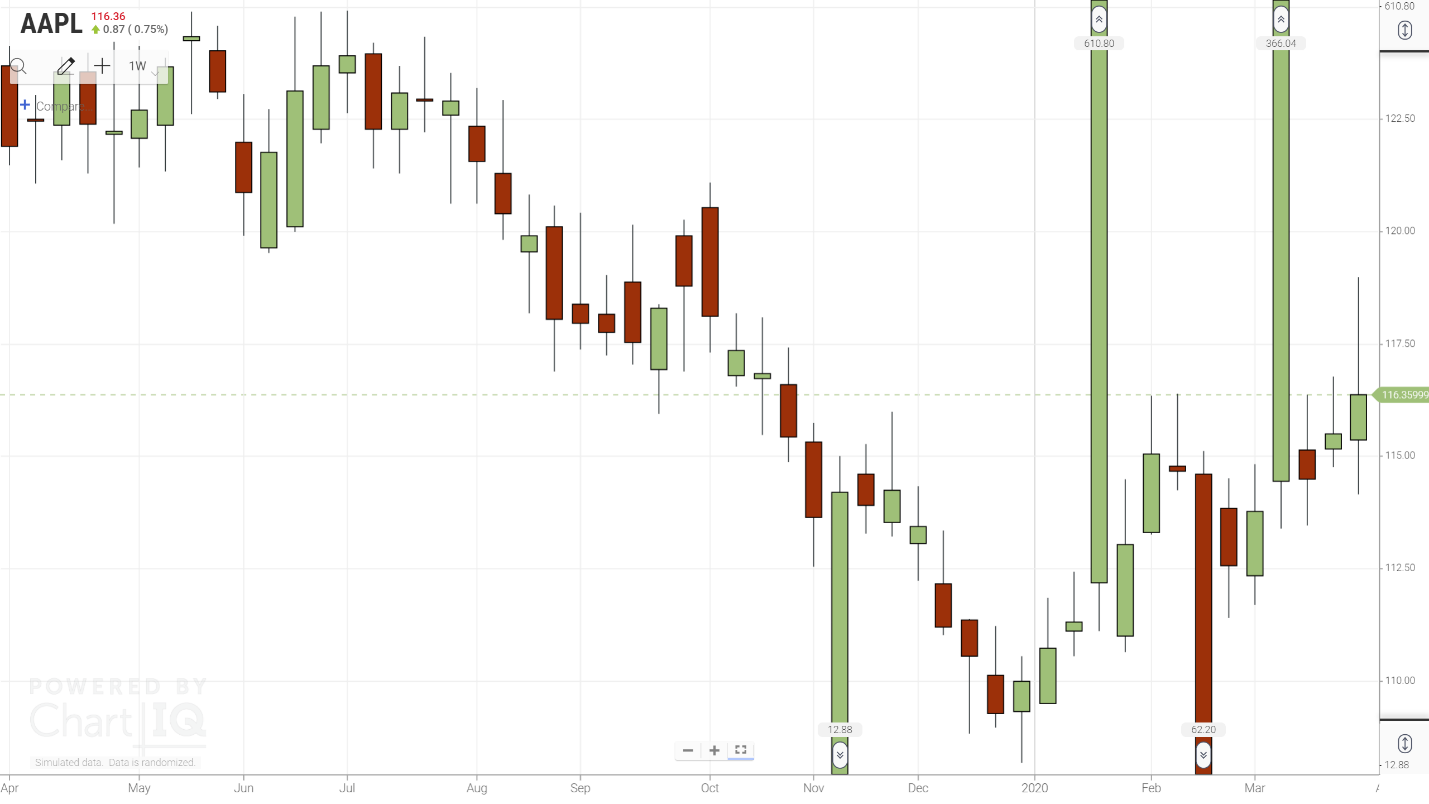 AAPL
116.36
0.87 ( 0.75%)
1W
Compar
610.80
610.80
366.04
122.50
120.00
117.50
116.35999
115.00
112.50
110.00
12.88
62.20
12.88
POWERED BY
ChartIQ
Simulated data. Data is randomized.
Apr May Jun Jul Aug Sep Oct Nov Dec 2020 Feb Mar